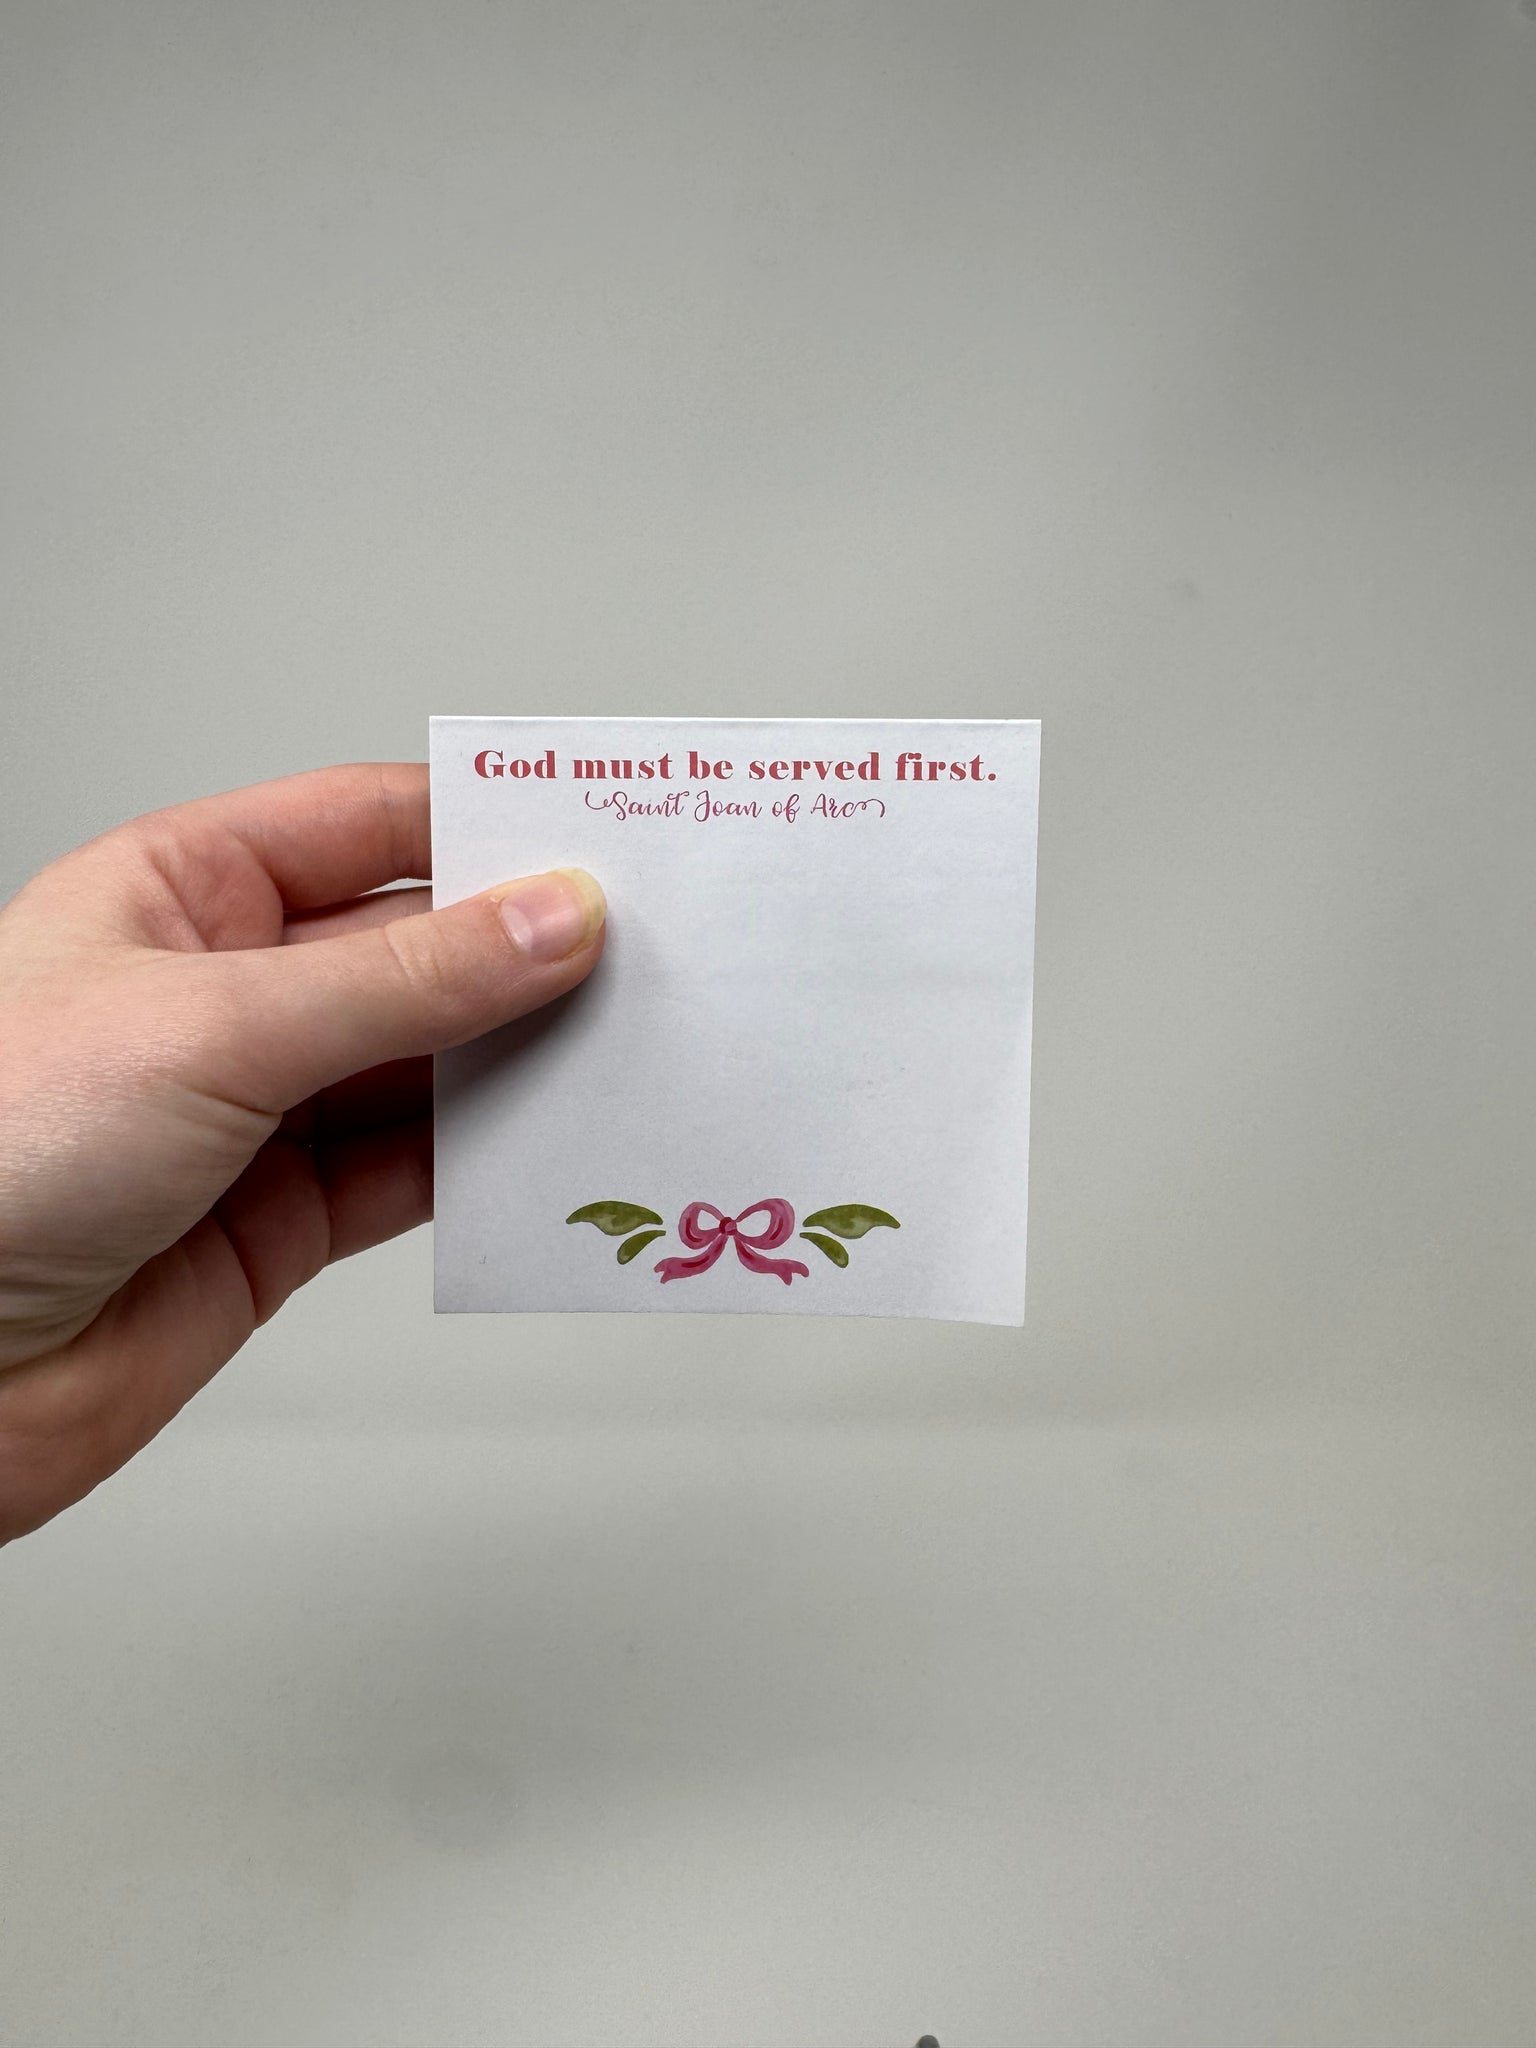 God must be served first.
Saint Joan of Arc